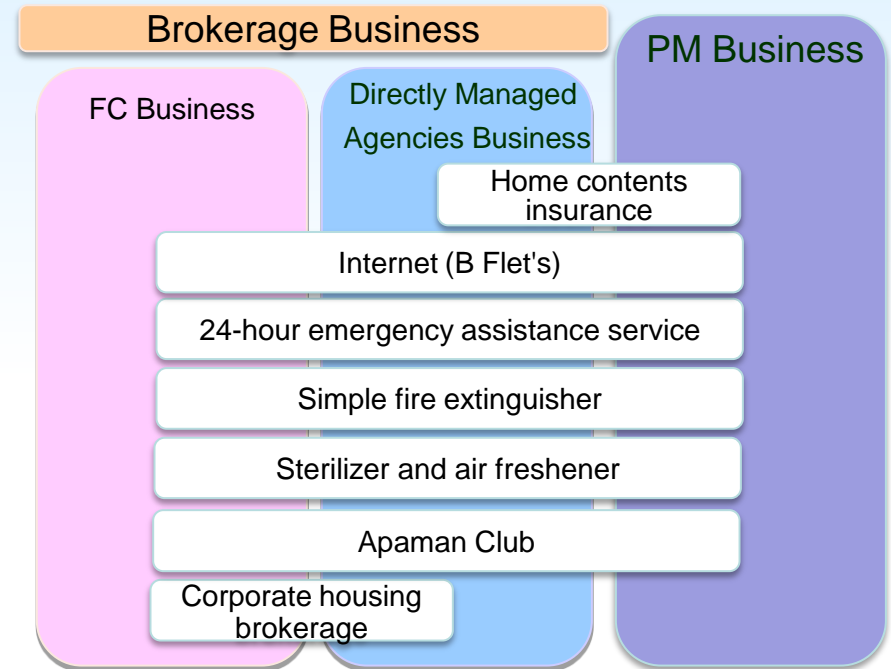 Brokerage Business
PM Business
FC Business
Directly Managed
Agencies Business
Home contents
insurance
Internet (B Flet's)
24-hour emergency assistance service
Simple fire extinguisher
Sterilizer and air freshener
Apaman Club
Corporate housing
brokerage